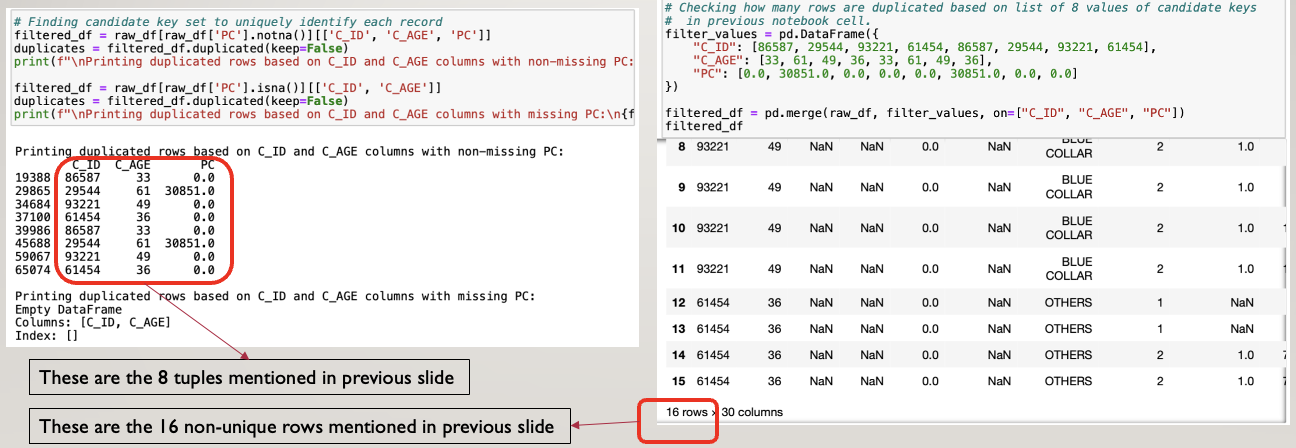 # Finding candidate key set to uniquely identify each record
filtered_df = raw_df[raw_df['PC'].notna()][['C_ID', 'C_AGE', 'PC']]
duplicates = filtered_df.duplicated(keep=False)
print(f"\nPrinting duplicated rows based on C_ID and C_AGE columns with non-missing PC:
filtered_df = raw_df[raw_df['PC'].isna()][['C_ID', 'C_AGE']]
duplicates = filtered_df.duplicated(keep=False)
print(f"\nPrinting duplicated rows based on C_ID and C_AGE columns with missing PC:\n{f
Printing duplicated rows based on C_ID and C_AGE columns with non-missing PC:
C_ID C_AGE PC
19388 86587 33 0.0
29865 29544 61 30851.0
34684 93221 49 0.0
37100 61454 36 0.0
39986 86587 33 0.0
45688 29544 61 30851.0
59067 93221 49 0.0
65074 61454 36 0.0
Printing duplicated rows based on C_ID and C_AGE columns with missing PC:
Empty DataFrame
Columns: [C_ID, C_AGE]
Index: []
These are the 8 tuples mentioned in previous slide
These are the 16 non-unique rows mentioned in previous slide
# Checking how many rows are duplicated based on list of 8 values of candidate keys
# in previous notebook cell.
filter_values = pd.DataFrame({
"C_ID": [86587, 29544, 93221, 61454, 86587, 29544, 93221, 61454],
"C_AGE": [33, 61, 49, 36, 33, 61, 49, 36],
"PC": [0.0, 30851.0, 0.0, 0.0, 0.0, 30851.0, 0.0, 0.0]
})
filtered_df = pd.merge(raw_df, filter_values, on=["C_ID", "C_AGE", "PC"])
filtered_df
8 93221 49 NaN NaN 0.0 NaN BLUE COLLAR 2 1.0
9 93221 49 NaN NaN 0.0 NaN BLUE COLLAR 2 1.0
10 93221 49 NaN NaN 0.0 NaN BLUE COLLAR 2 1.0
11 93221 49 NaN NaN 0.0 NaN BLUE COLLAR 2 1.0
12 61454 36 NaN NaN 0.0 NaN OTHERS 1 NaN
13 61454 36 NaN NaN 0.0 NaN OTHERS 1 NaN
14 61454 36 NaN NaN 0.0 NaN OTHERS 2 1.0
15 61454 36 NaN NaN 0.0 NaN OTHERS 2 1.0
16 rows × 30 columns